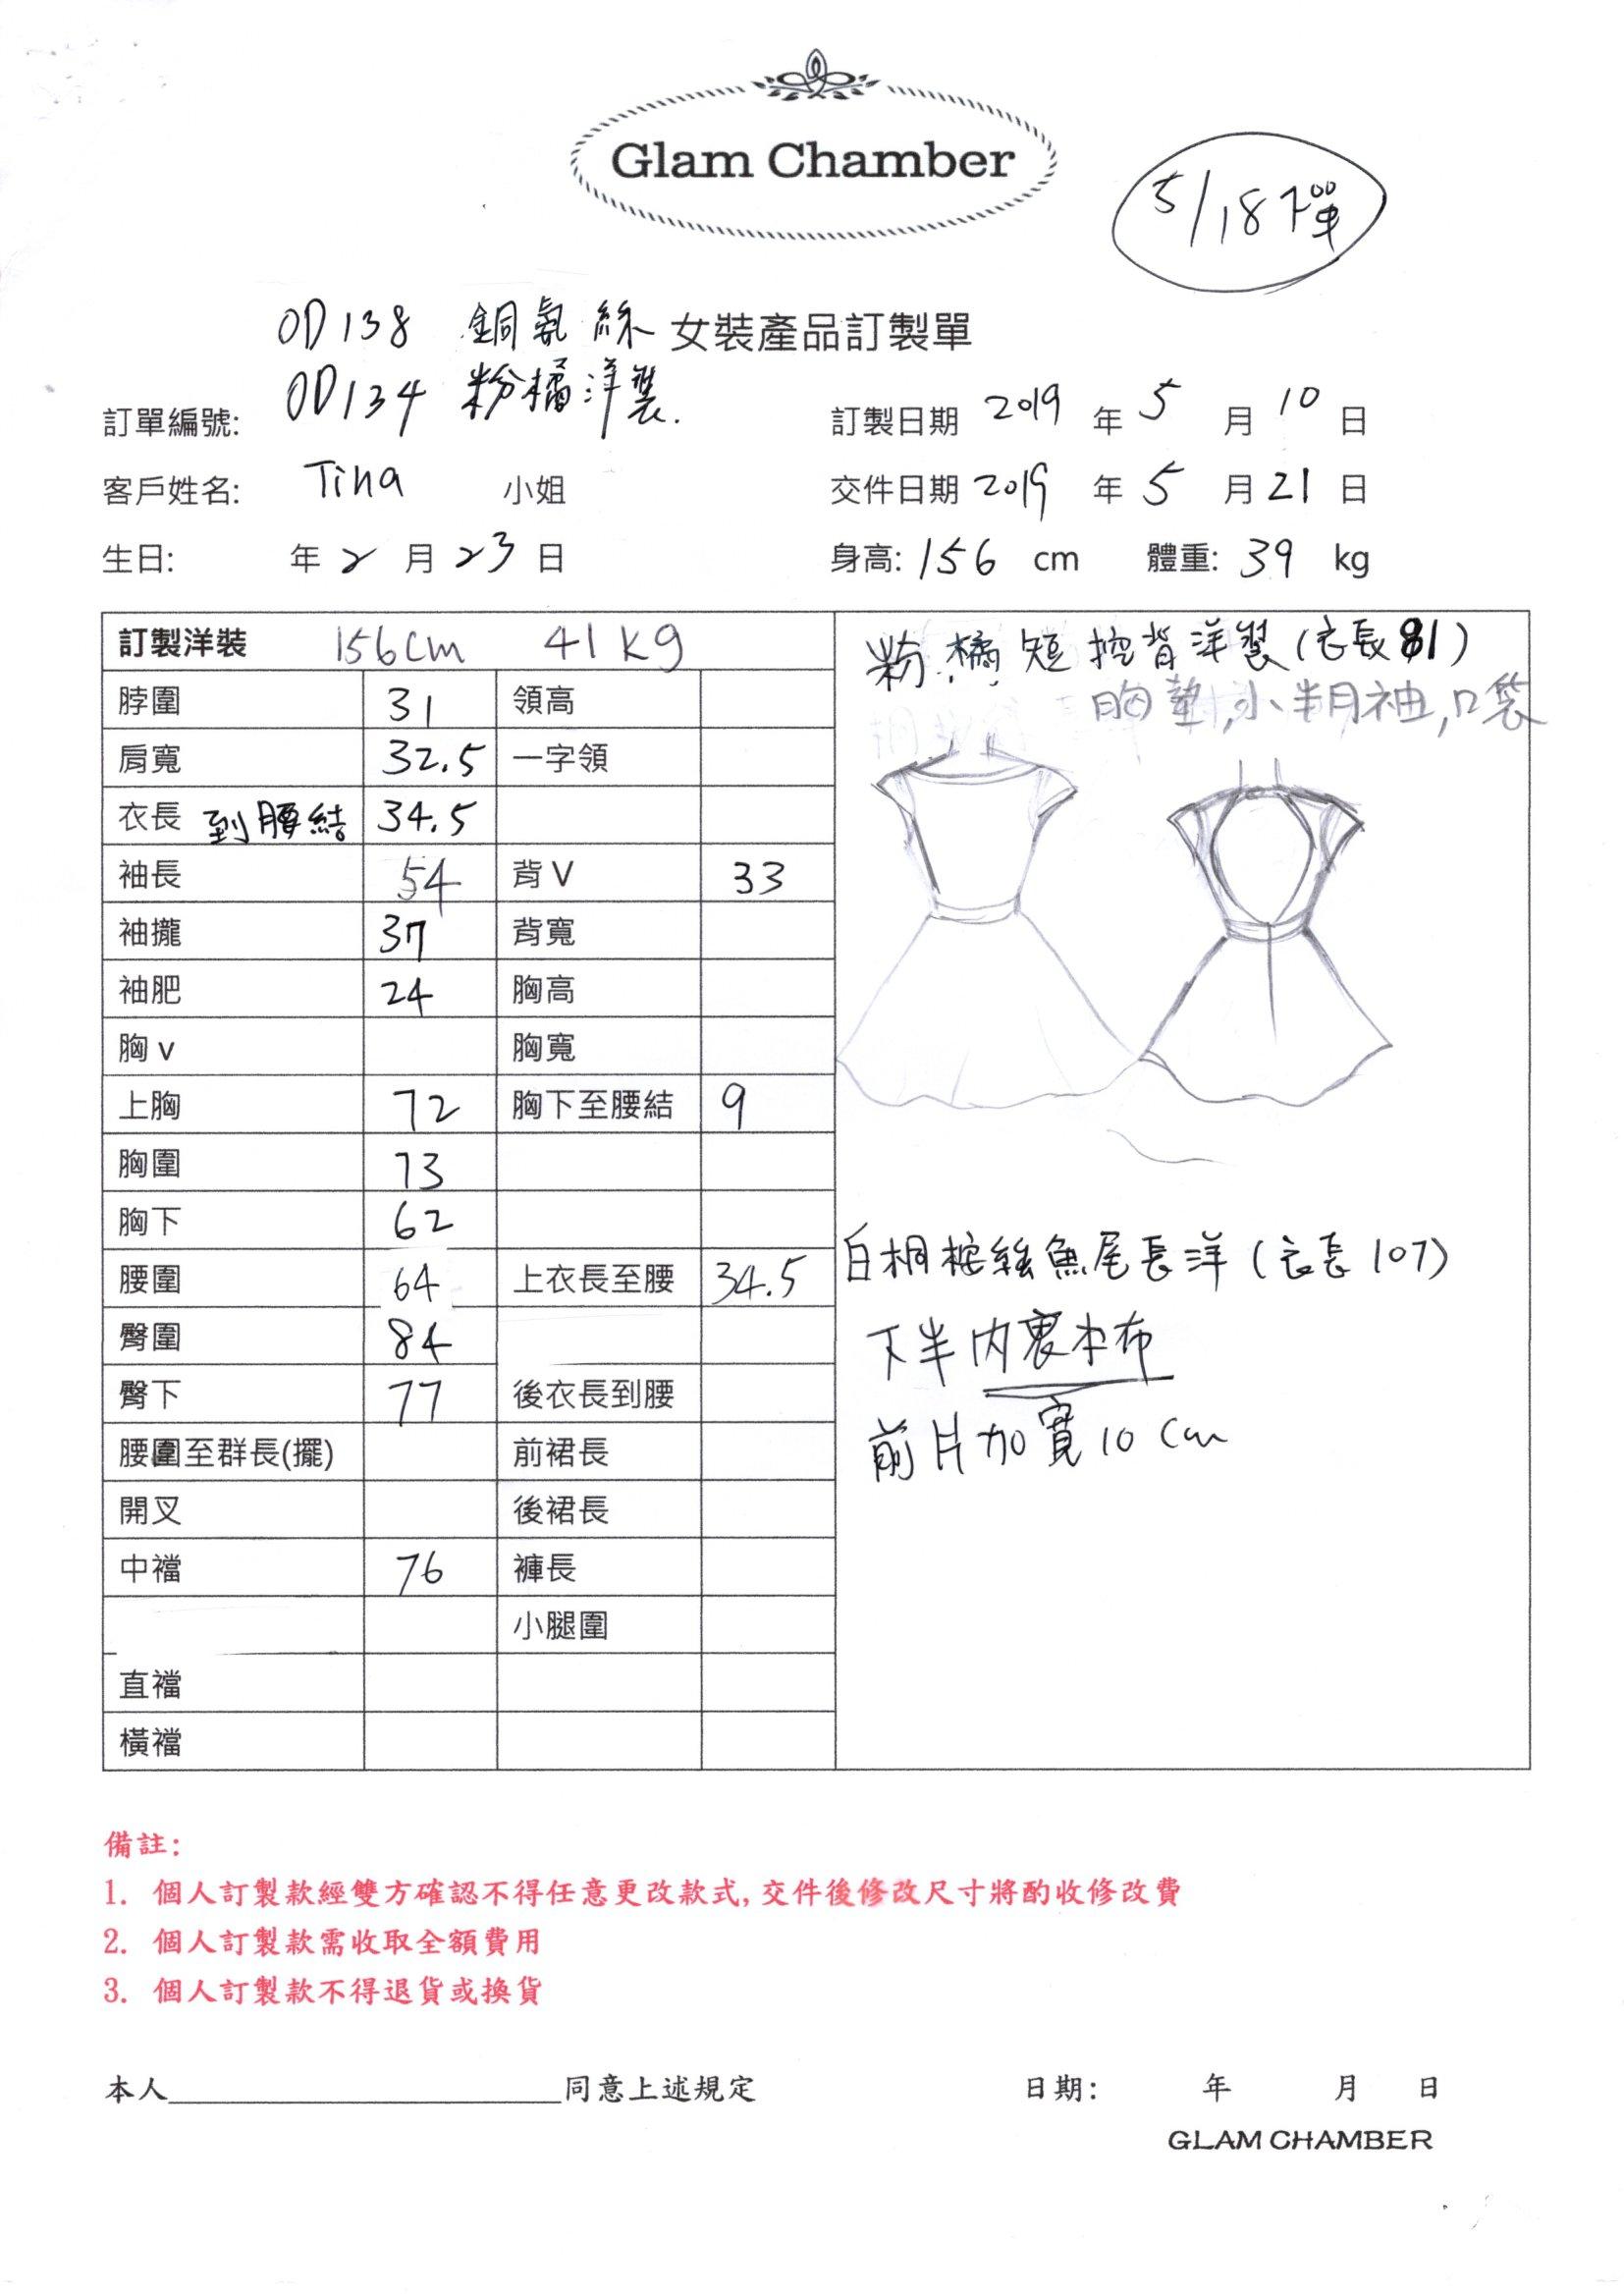 Glam Chamber
5/18下單
OD138 銅氨絲 女裝產品訂製單
OD134 粉橘洋裝.
訂單編號:
訂製日期 2019 年 5 月 10 日
客戶姓名: Tina 小姐
交件日期 2019 年 5 月 21 日
生日: 年 2 月 23 日
身高: 156 cm 體重: 39 kg
訂製洋裝 156cm 41kg
脖圍 31 領高
肩寬 32.5 一字領
衣長 到腰結 34.5
袖長 54 背V 33
袖攏 37 背寬
袖肥 24 胸高
胸v 胸寬
上胸 72 胸下至腰結 9
胸圍 73
胸下 62
腰圍 64 上衣長至腰 34.5
臀圍 84
臀下 77 後衣長到腰
腰圍至群長(擺) 前裙長
開叉 後裙長
中襠 76 褲長
小腿圍
直襠
橫襠
粉橘短挖背洋裝(衣長81)
胸墊,小半月袖,口袋
白桐桉絲魚尾長洋(衣長107)
下半內裏本布
前片加寬10cm
備註:
1. 個人訂製款經雙方確認不得任意更改款式,交件後修改尺寸將酌收修改費
2. 個人訂製款需收取全額費用
3. 個人訂製款不得退貨或換貨
本人________________同意上述規定
日期: 年 月 日
GLAM CHAMBER